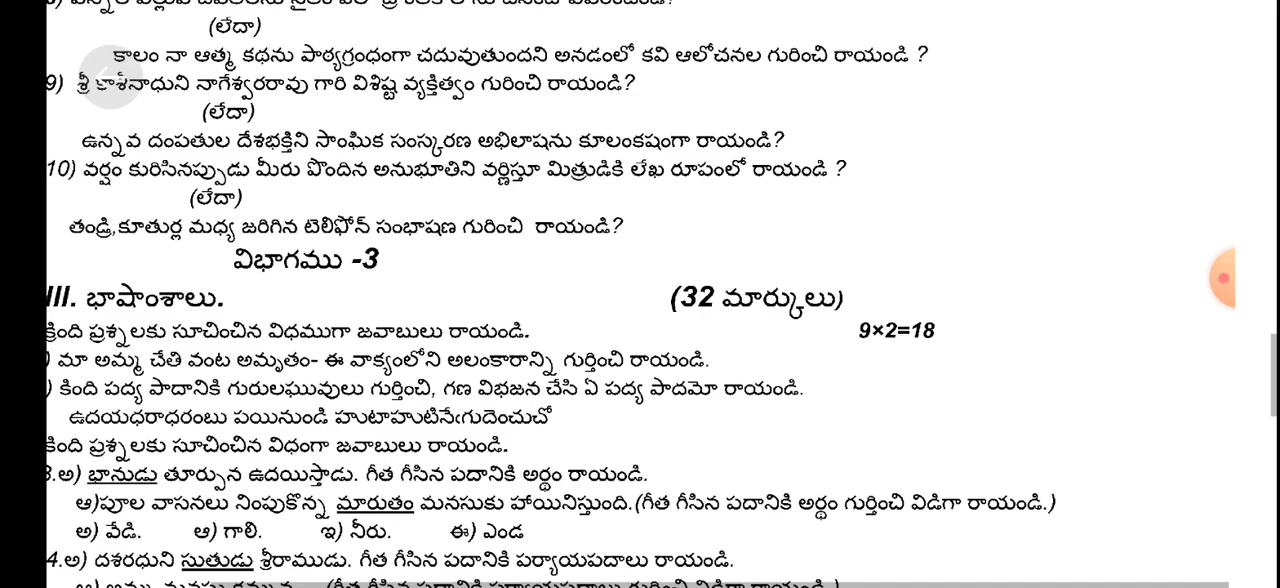 (లేదా)
కాలం నా ఆత్మ కథను పాఠ్యగ్రంధంగా చదువుతుందని అనడంలో కవి ఆలోచనల గురించి రాయండి ?
9) శ్రీ కాశీనాధుని నాగేశ్వరరావు గారి విశిష్ట వ్యక్తిత్వం గురించి రాయండి?
(లేదా)
ఉన్నవ దంపతుల దేశభక్తిని సాంఘిక సంస్కరణ అభిలాషను కూలంకషంగా రాయండి?
10) వర్షం కురిసినప్పుడు మీరు పొందిన అనుభూతిని వర్ణిస్తూ మిత్రుడికి లేఖ రూపంలో రాయండి ?
(లేదా)
తండ్రి,కూతుర్ల మధ్య జరిగిన టెలిఫోన్ సంభాషణ గురించి రాయండి?
విభాగము -3
III. భాషాంశాలు. (32 మార్కులు)
క్రింది ప్రశ్నలకు సూచించిన విధముగా జవాబులు రాయండి. 9×2=18
) మా అమ్మ చేతి వంట అమృతం- ఈ వాక్యంలోని అలంకారాన్ని గుర్తించి రాయండి.
) కింది పద్య పాదానికి గురులఘువులు గుర్తించి, గణ విభజన చేసి ఏ పద్య పాదమో రాయండి.
ఉదయధరాధరంబు పయినుండి హుటాహుటినేఁగుదెంచుచో
కింది ప్రశ్నలకు సూచించిన విధంగా జవాబులు రాయండి.
3.అ) భానుడు తూర్పున ఉదయిస్తాడు. గీత గీసిన పదానికి అర్థం రాయండి.
ఆ)పూల వాసనలు నింపుకొన్న మారుతం మనసుకు హాయినిస్తుంది.(గీత గీసిన పదానికి అర్థం గుర్తించి విడిగా రాయండి.)
అ) వేడి. ఆ) గాలి. ఇ) నీరు. ఈ) ఎండ
4.అ) దశరధుని సుతుడు శ్రీరాముడు. గీత గీసిన పదానికి పర్యాయపదాలు రాయండి.